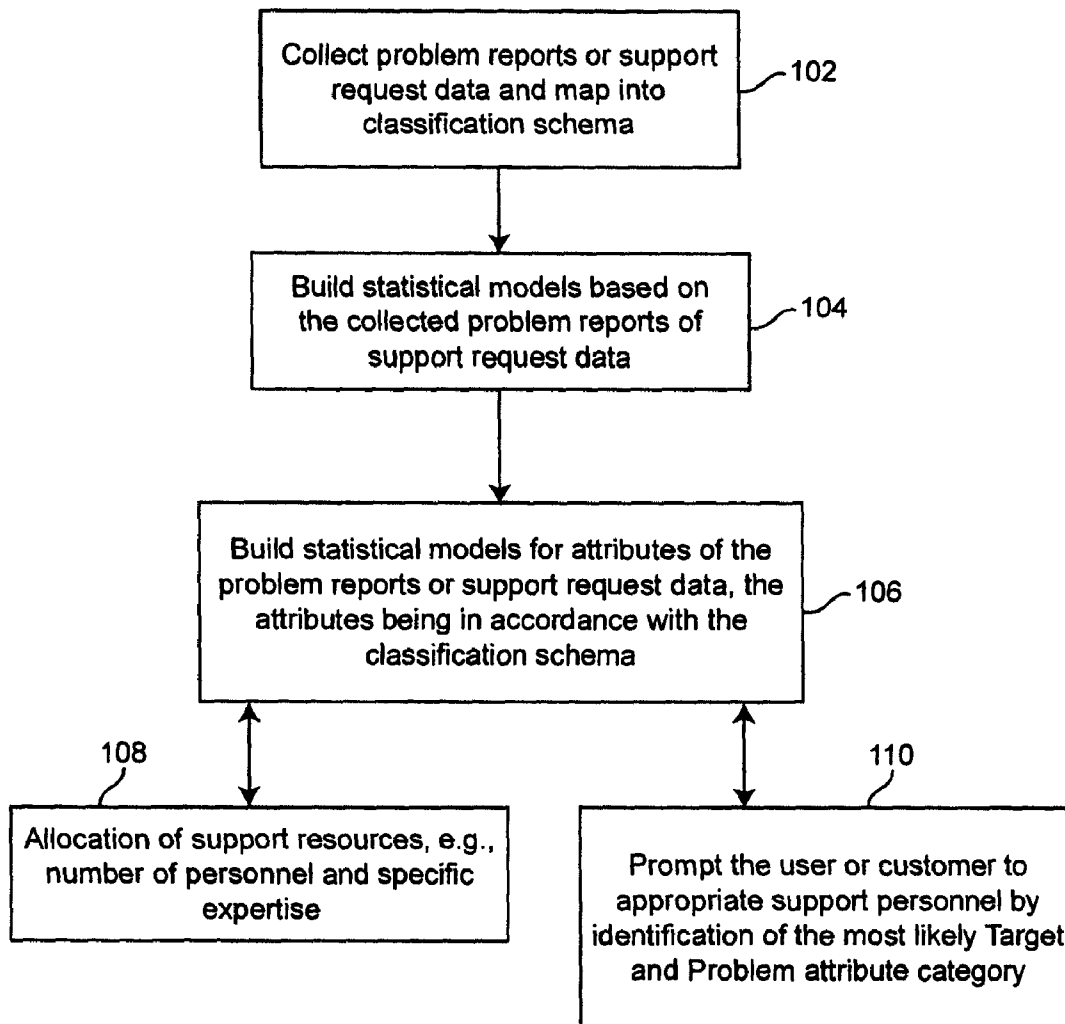 Collect problem reports or support
request data and map into
classification schema
102
Build statistical models based on
the collected problem reports of
support request data
104
Build statistical models for attributes of the
problem reports or support request data, the
attributes being in accordance with the
classification schema
106
108
Allocation of support resources, e.g.,
number of personnel and specific
expertise
110
Prompt the user or customer to
appropriate support personnel by
identification of the most likely Target
and Problem attribute category